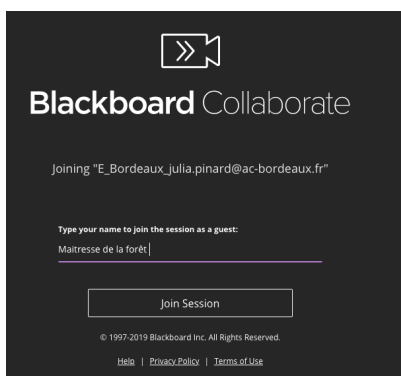 Blackboard Collaborate
Joining "E_Bordeaux_julia.pinard@ac-bordeaux.fr"
Type your name to join the session as a guest:
Maitresse de la forêt
Join Session
© 1997-2019 Blackboard Inc. All Rights Reserved.
Help | Privacy Policy | Terms of Use